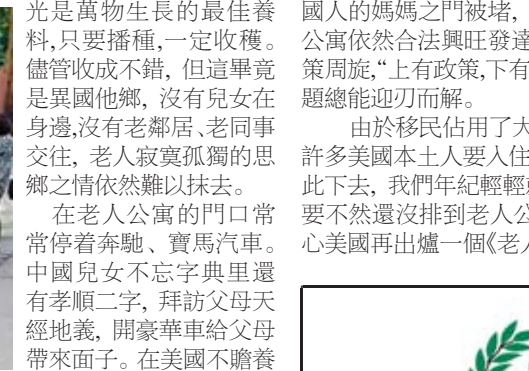 光是萬物生長的最佳養
料,只要播種,一定收穫。
儘管收成不錯, 但這畢竟
是異國他鄉, 沒有兒女在
身邊,沒有老鄰居、老同事
交往, 老人寂寞孤獨的思
鄉之情依然難以抹去。
在老人公寓的門口常
常停着奔馳、寶馬汽車。
中國兒女不忘字典里還
有孝順二字, 拜訪父母天
經地義, 開豪華車給父母
帶來面子。在美國不贍養
國人的媽媽之門被堵,
公寓依然合法興旺發達
策周旋,“上有政策,下有
題總能迎刃而解。
由於移民佔用了大
許多美國本土人要入住
此下去, 我們年紀輕輕
要不然還沒排到老人公
心美國再出爐一個《老